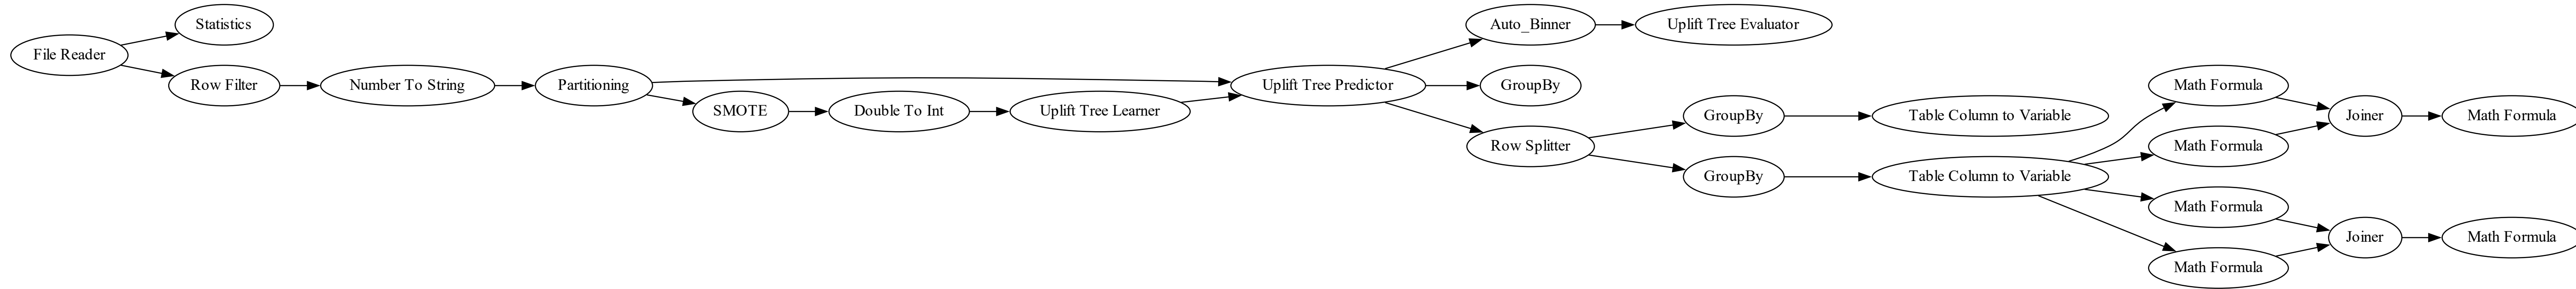 File Reader
Statistics
Row Filter
Number To String
Partitioning
SMOTE
Double To Int
Uplift Tree Learner
Uplift Tree Predictor
Auto_Binner
Uplift Tree Evaluator
GroupBy
Row Splitter
GroupBy
Table Column to Variable
GroupBy
Table Column to Variable
Math Formula
Math Formula
Joiner
Math Formula
Math Formula
Math Formula
Joiner
Math Formula